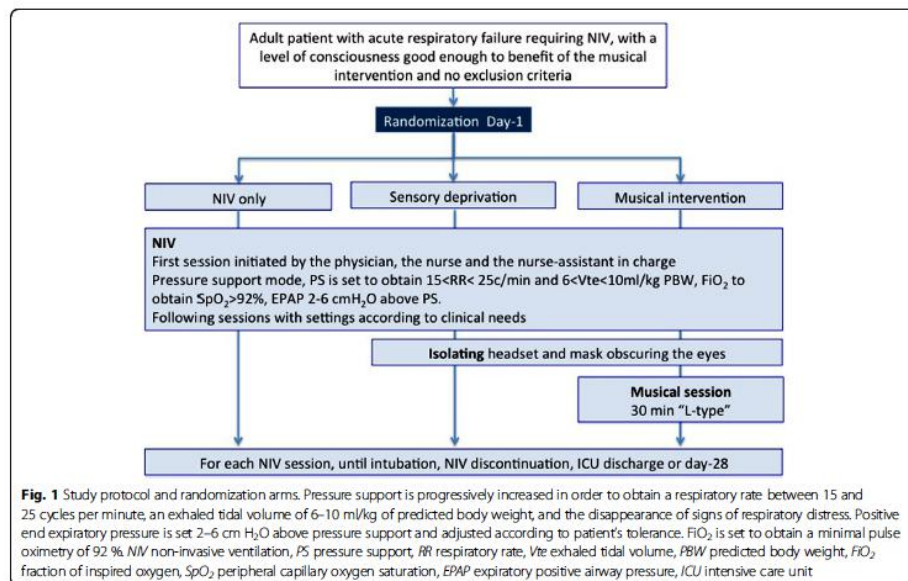 Adult patient with acute respiratory failure requiring NIV, with a
level of consciousness good enough to benefit of the musical
intervention and no exclusion criteria
Randomization Day-1
NIV only
Sensory deprivation
Musical intervention
NIV
First session initiated by the physician, the nurse and the nurse-assistant in charge
Pressure support mode, PS is set to obtain 15<RR< 25c/min and 6<Vte<10ml/kg PBW, FiO₂ to
obtain SpO₂>92%, EPAP 2-6 cmH₂O above PS.
Following sessions with settings according to clinical needs
Isolating headset and mask obscuring the eyes
Musical session
30 min "L-type"
For each NIV session, until intubation, NIV discontinuation, ICU discharge or day-28
Fig. 1 Study protocol and randomization arms. Pressure support is progressively increased in order to obtain a respiratory rate between 15 and
25 cycles per minute, an exhaled tidal volume of 6–10 ml/kg of predicted body weight, and the disappearance of signs of respiratory distress. Positive
end expiratory pressure is set 2–6 cm H₂O above pressure support and adjusted according to patient's tolerance. FiO₂ is set to obtain a minimal pulse
oximetry of 92 %. NIV non-invasive ventilation, PS pressure support, RR respiratory rate, Vte exhaled tidal volume, PBW predicted body weight, FiO₂
fraction of inspired oxygen, SpO₂ peripheral capillary oxygen saturation, EPAP expiratory positive airway pressure, ICU intensive care unit